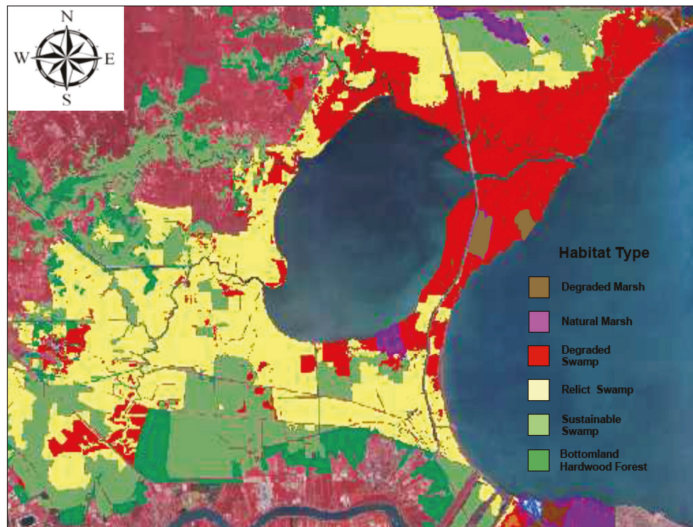 N
W E
S
Habitat Type
Degraded Marsh
Natural Marsh
Degraded
Swamp
Relict Swamp
Sustainable
Swamp
Bottomland
Hardwood Forest